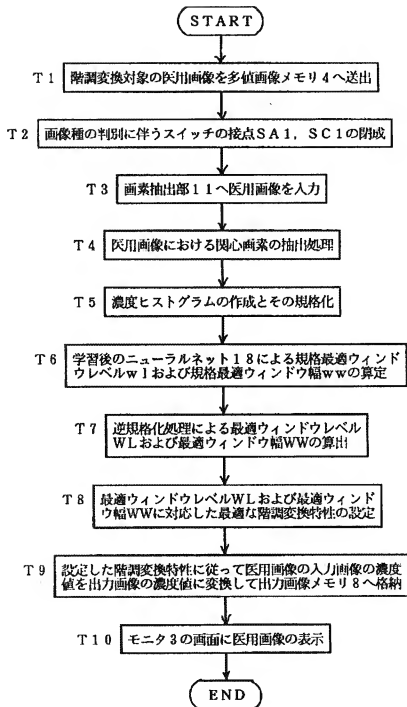 START
T1 階調変換対象の医用画像を多値画像メモリ4へ送出
T2 画像種の判別に伴うスイッチの接点SA1,SC1の閉成
T3 画素抽出部11へ医用画像を入力
T4 医用画像における関心画素の抽出処理
T5 濃度ヒストグラムの作成とその規格化
T6 学習後のニューラルネット18による規格最適ウィンド
ウレベルwlおよび規格最適ウィンドウ幅wwの算定
T7 逆規格化処理による最適ウィンドウレベル
WLおよび最適ウィンドウ幅WWの算出
T8 最適ウィンドウレベルWLおよび最適ウィンド
ウ幅WWに対応した最適な階調変換特性の設定
T9 設定した階調変換特性に従って医用画像の入力画像の濃度
値を出力画像の濃度値に変換して出力画像メモリ8へ格納
T10 モニタ3の画面に医用画像の表示
END